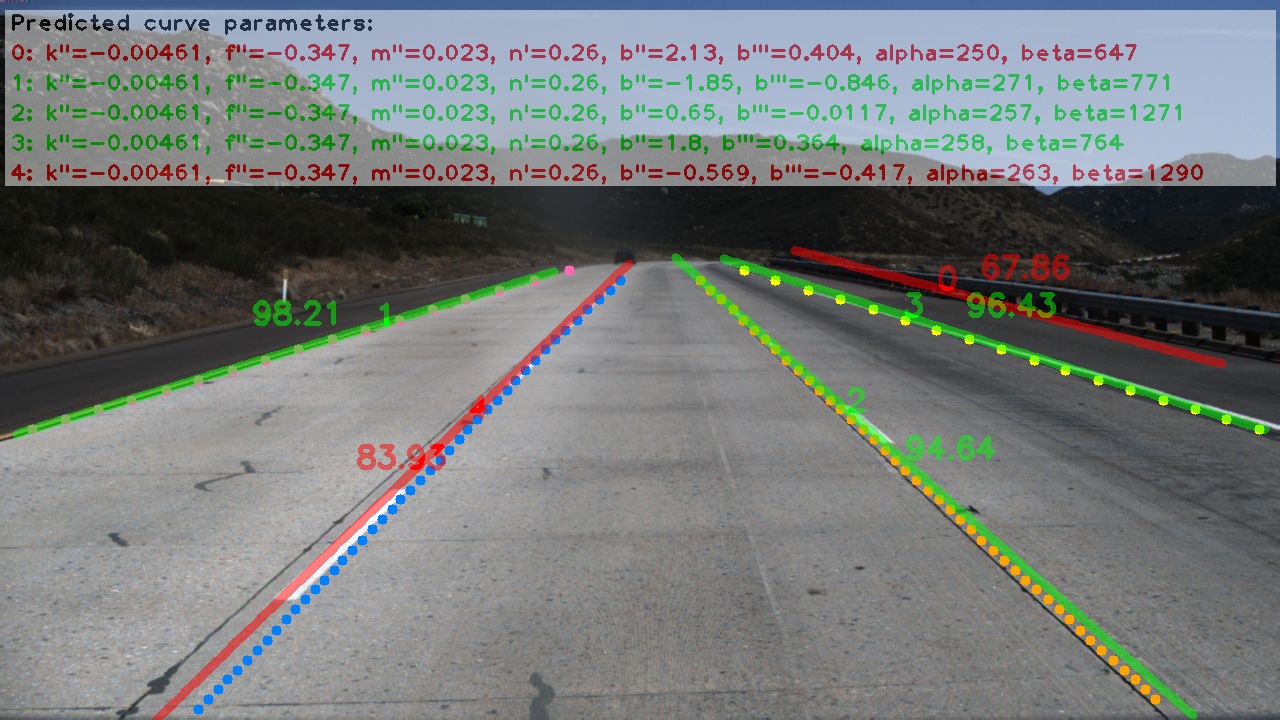 Predicted curve parameters:
0: k''=-0.00461, f''=-0.347, m''=0.023, n'=0.26, b''=2.13, b'''=0.404, alpha=250, beta=647
1: k''=-0.00461, f''=-0.347, m''=0.023, n'=0.26, b''=-1.85, b'''=-0.846, alpha=271, beta=771
2: k''=-0.00461, f''=-0.347, m''=0.023, n'=0.26, b''=0.65, b'''=-0.0117, alpha=257, beta=1271
3: k''=-0.00461, f''=-0.347, m''=0.023, n'=0.26, b''=1.8, b'''=0.364, alpha=258, beta=764
4: k''=-0.00461, f''=-0.347, m''=0.023, n'=0.26, b''=-0.569, b'''=-0.417, alpha=263, beta=1290
0 67.86
98.21 1
3 96.43
4 2
83.93 94.64